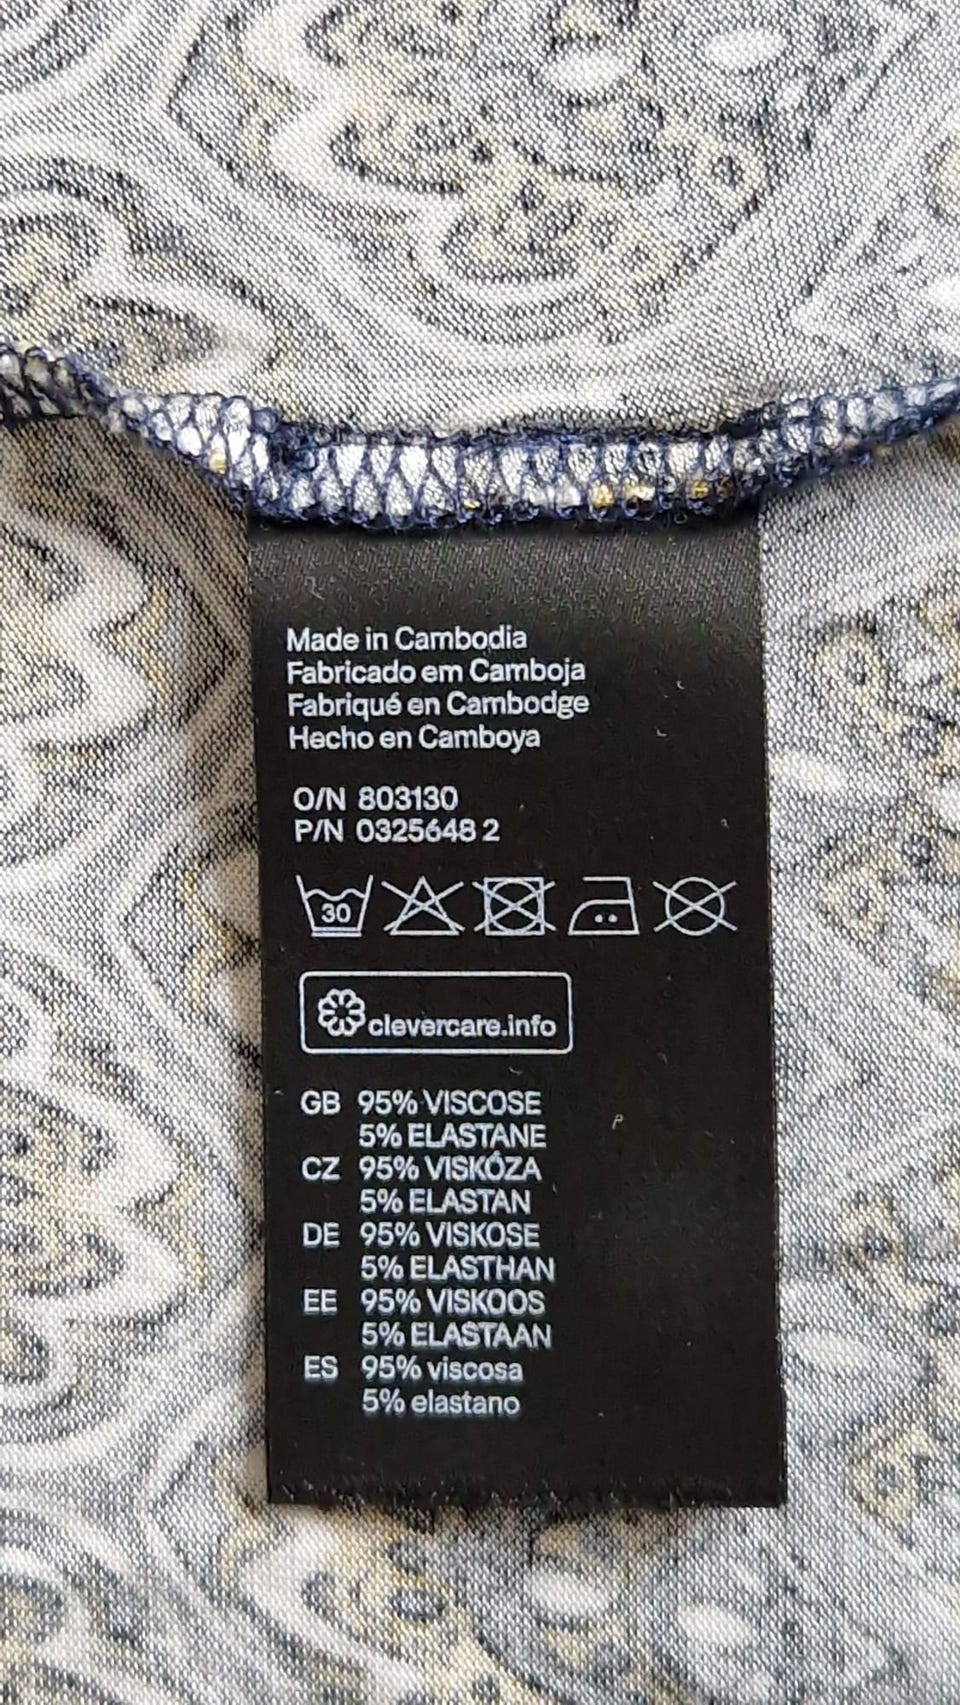 Made in Cambodia
Fabricado em Camboja
Fabriqué en Cambodge
Hecho en Camboya
O/N 803130
P/N 0325648 2
30
clevercare.info
GB 95% VISCOSE
5% ELASTANE
CZ 95% VISKÓZA
5% ELASTAN
DE 95% VISKOSE
5% ELASTHAN
EE 95% VISKOOS
5% ELASTAAN
ES 95% viscosa
5% elastano